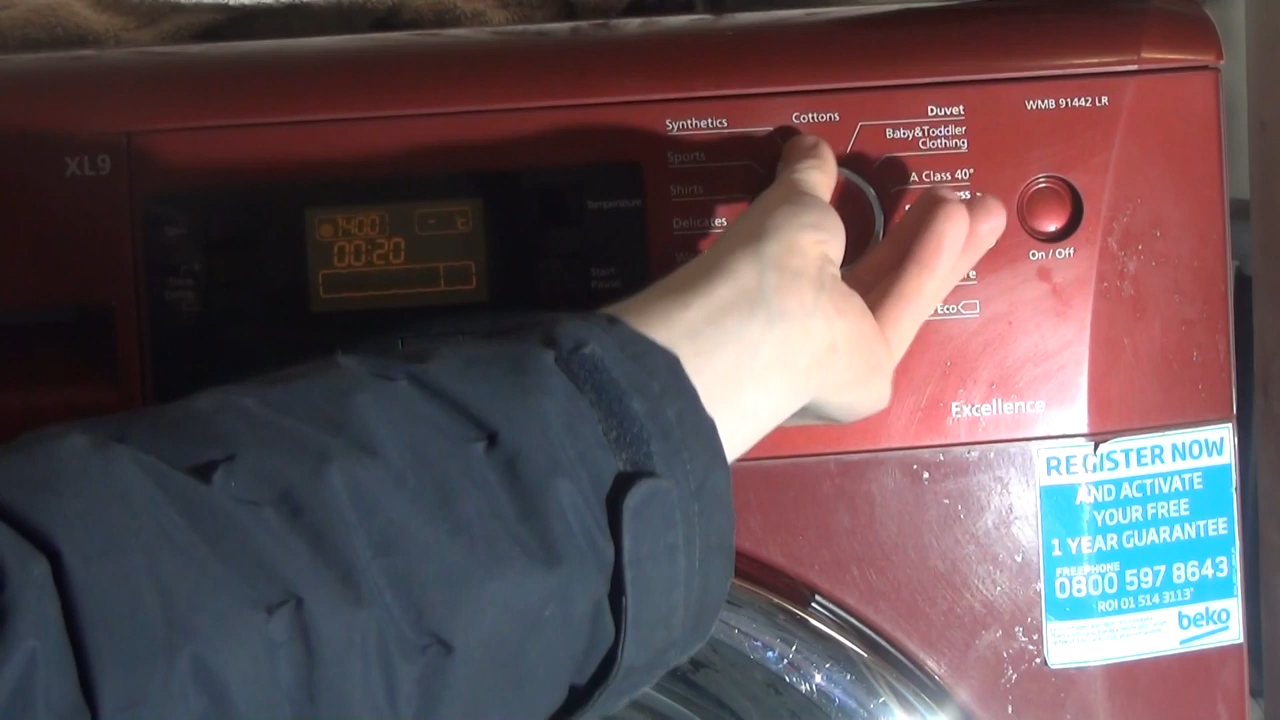 XL9
1400
- °C
00:20
Temperature
Start
Pause
Synthetics
Sports
Shirts
Delicates
Cottons
Duvet
Baby&Toddler
Clothing
A Class 40°
Eco
WMB 91442 LR
On / Off
Excellence
REGISTER NOW
AND ACTIVATE
YOUR FREE
1 YEAR GUARANTEE
FREEPHONE
0800 597 8643
ROI 01 514 3113*
beko